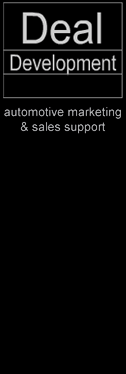 Deal
Development
automotive marketing
& sales support